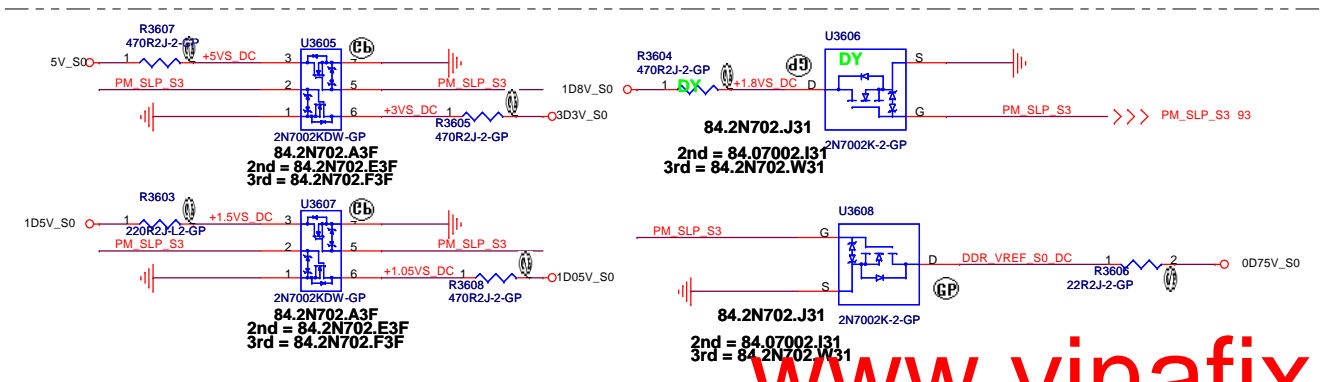 R3607
470R2J-2-GP
5V_S0
1
+5VS_DC
3
U3605
PM_SLP_S3
2
5
PM_SLP_S3
1
6
+3VS_DC
1
3D3V_S0
R3605
470R2J-2-GP
2N7002KDW-GP
84.2N702.A3F
2nd = 84.2N702.E3F
3rd = 84.2N702.F3F
R3604
470R2J-2-GP
1D8V_S0
1
DY
+1.8VS_DC
D
U3606
DY
S
G
PM_SLP_S3
PM_SLP_S3 93
84.2N702.J31
2N7002K-2-GP
2nd = 84.07002.I31
3rd = 84.2N702.W31
R3603
220R2J-L2-GP
1D5V_S0
1
+1.5VS_DC
3
U3607
PM_SLP_S3
2
5
PM_SLP_S3
1
6
+1.05VS_DC
1
1D05V_S0
R3608
470R2J-2-GP
2N7002KDW-GP
84.2N702.A3F
2nd = 84.2N702.E3F
3rd = 84.2N702.F3F
U3608
PM_SLP_S3
G
D
DDR_VREF_S0_DC
1
2
0D75V_S0
R3606
22R2J-2-GP
S
GP
84.2N702.J31
2N7002K-2-GP
2nd = 84.07002.I31
3rd = 84.2N702.W31
www.vinafix